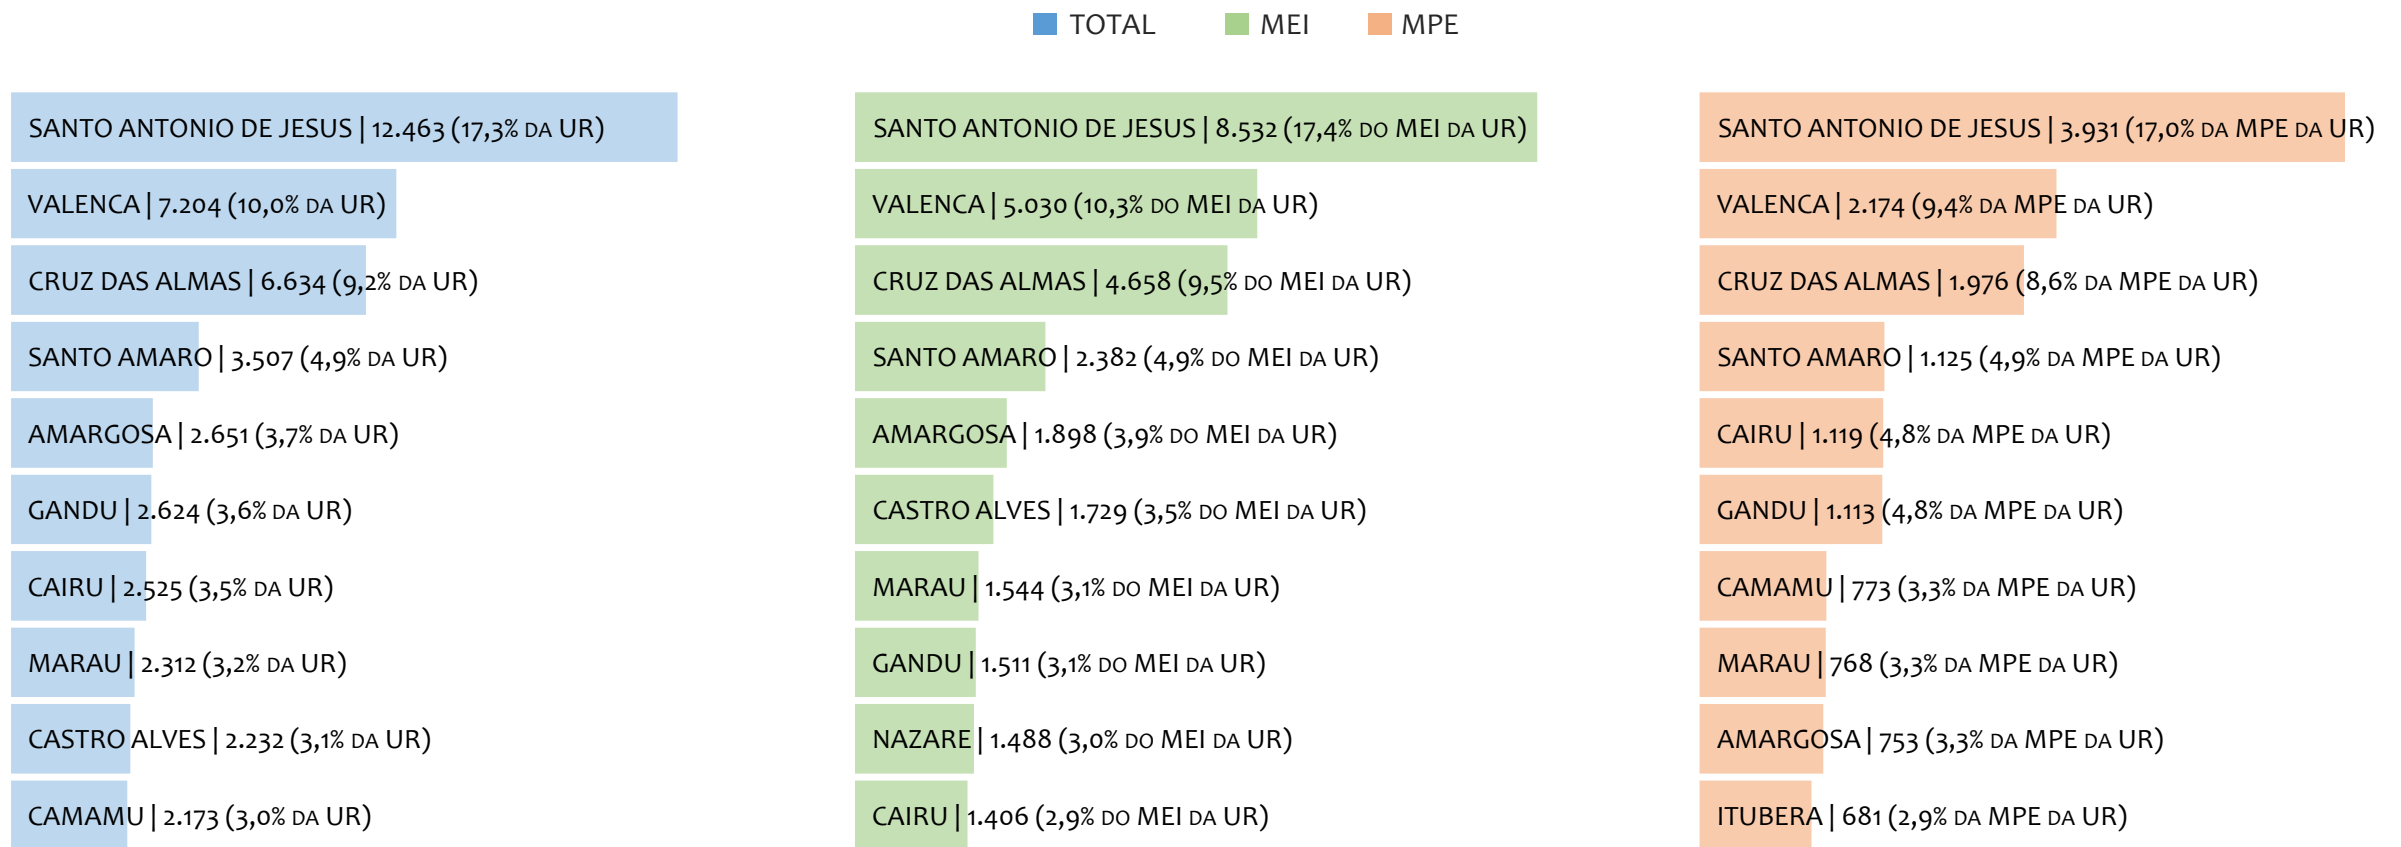 TOTAL MEI MPE
SANTO ANTONIO DE JESUS | 12.463 (17,3% DA UR)
VALENCA | 7.204 (10,0% DA UR)
CRUZ DAS ALMAS | 6.634 (9,2% DA UR)
SANTO AMARO | 3.507 (4,9% DA UR)
AMARGOSA | 2.651 (3,7% DA UR)
GANDU | 2.624 (3,6% DA UR)
CAIRU | 2.525 (3,5% DA UR)
MARAU | 2.312 (3,2% DA UR)
CASTRO ALVES | 2.232 (3,1% DA UR)
CAMAMU | 2.173 (3,0% DA UR)
SANTO ANTONIO DE JESUS | 8.532 (17,4% DO MEI DA UR)
VALENCA | 5.030 (10,3% DO MEI DA UR)
CRUZ DAS ALMAS | 4.658 (9,5% DO MEI DA UR)
SANTO AMARO | 2.382 (4,9% DO MEI DA UR)
AMARGOSA | 1.898 (3,9% DO MEI DA UR)
CASTRO ALVES | 1.729 (3,5% DO MEI DA UR)
MARAU | 1.544 (3,1% DO MEI DA UR)
GANDU | 1.511 (3,1% DO MEI DA UR)
NAZARE | 1.488 (3,0% DO MEI DA UR)
CAIRU | 1.406 (2,9% DO MEI DA UR)
SANTO ANTONIO DE JESUS | 3.931 (17,0% DA MPE DA UR)
VALENCA | 2.174 (9,4% DA MPE DA UR)
CRUZ DAS ALMAS | 1.976 (8,6% DA MPE DA UR)
SANTO AMARO | 1.125 (4,9% DA MPE DA UR)
CAIRU | 1.119 (4,8% DA MPE DA UR)
GANDU | 1.113 (4,8% DA MPE DA UR)
CAMAMU | 773 (3,3% DA MPE DA UR)
MARAU | 768 (3,3% DA MPE DA UR)
AMARGOSA | 753 (3,3% DA MPE DA UR)
ITUBERA | 681 (2,9% DA MPE DA UR)